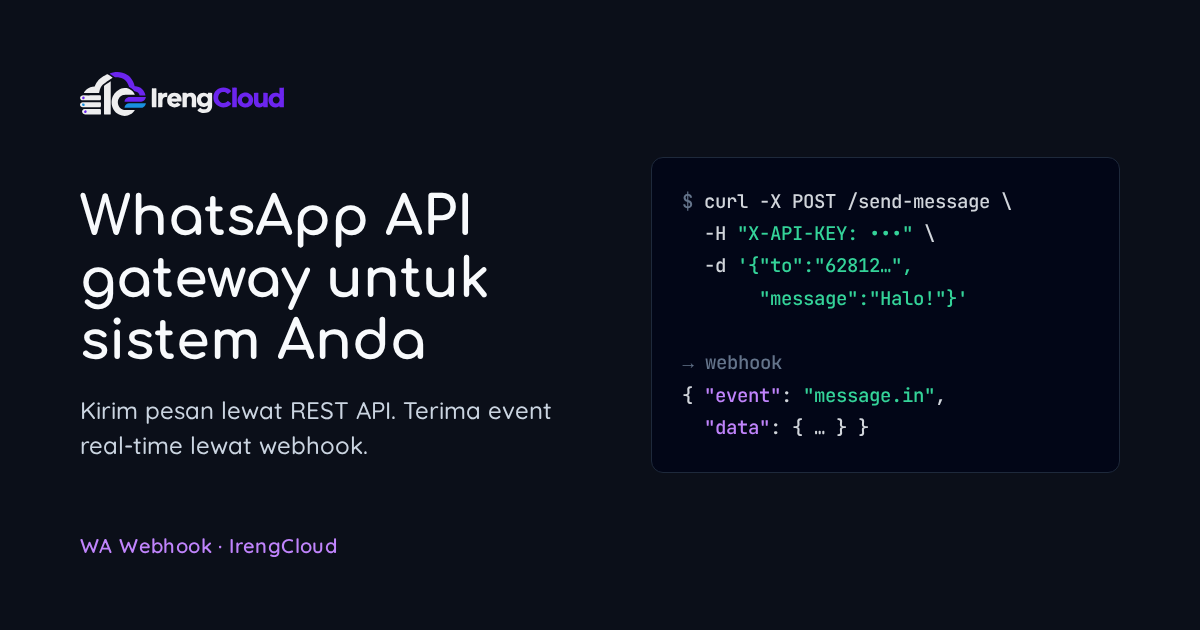 IrengCloud
WhatsApp API
gateway untuk
sistem Anda
Kirim pesan lewat REST API. Terima event
real-time lewat webhook.
WA Webhook · IrengCloud
$ curl -X POST /send-message \
  -H "X-API-KEY: •••" \
  -d '{"to":"62812…",
       "message":"Halo!"}'
→ webhook
{ "event": "message.in",
  "data": { … } }